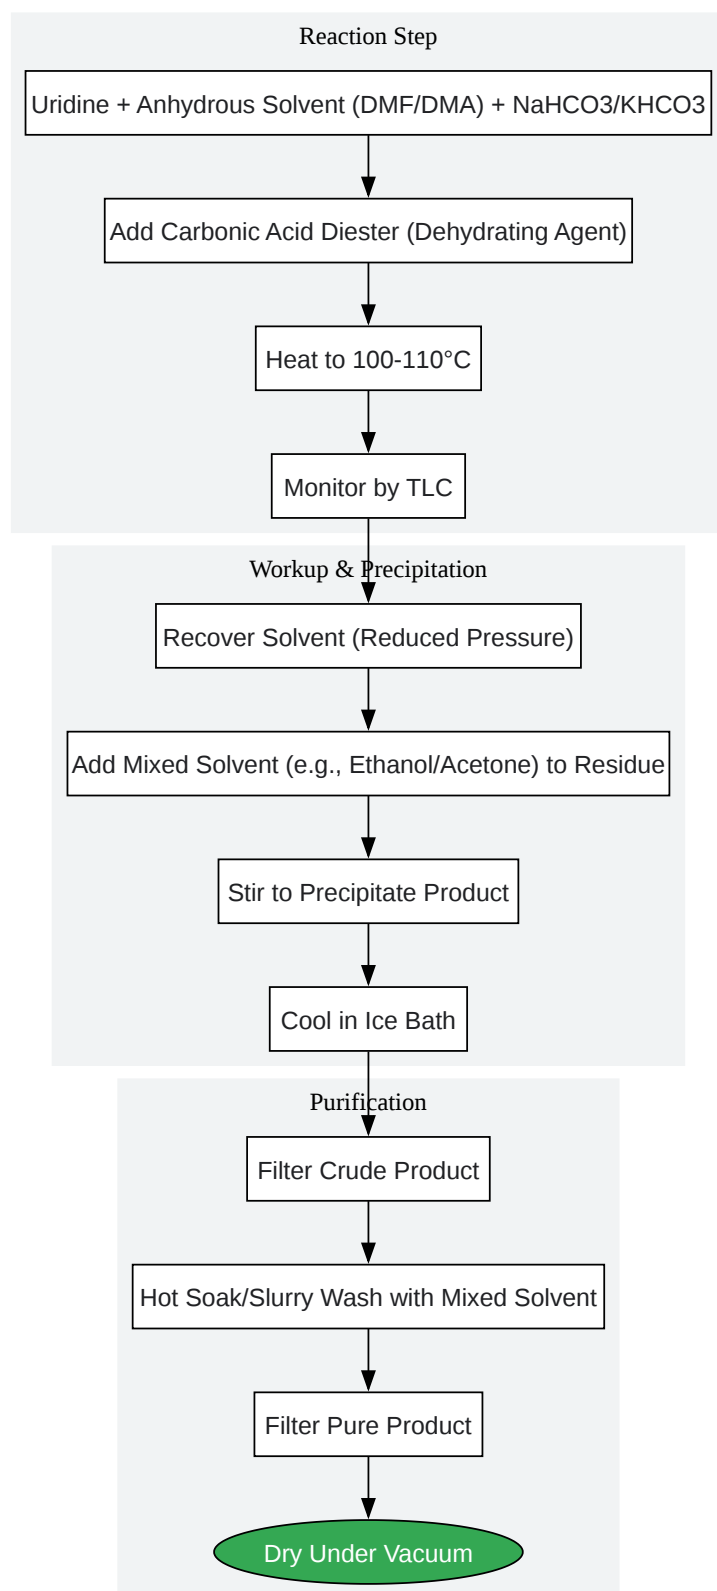 Reaction Step
Uridine + Anhydrous Solvent (DMF/DMA) + NaHCO3/KHCO3
Add Carbonic Acid Diester (Dehydrating Agent)
Heat to 100-110°C
Monitor by TLC
Workup & Precipitation
Recover Solvent (Reduced Pressure)
Add Mixed Solvent (e.g., Ethanol/Acetone) to Residue
Stir to Precipitate Product
Cool in Ice Bath
Purification
Filter Crude Product
Hot Soak/Slurry Wash with Mixed Solvent
Filter Pure Product
Dry Under Vacuum